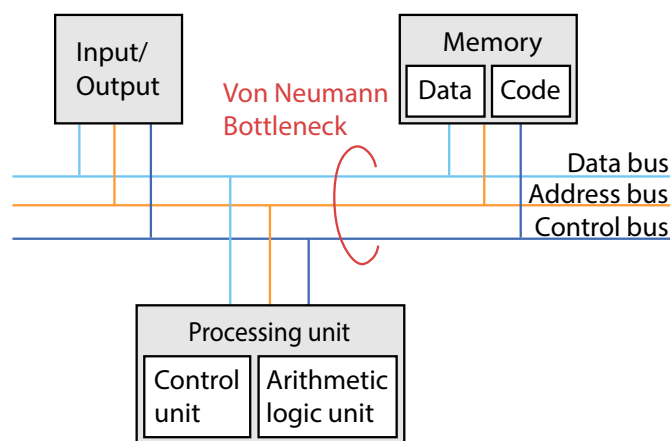 Input/
Output
Memory
Data
Code
Von Neumann
Bottleneck
Data bus
Address bus
Control bus
Processing unit
Control
unit
Arithmetic
logic unit